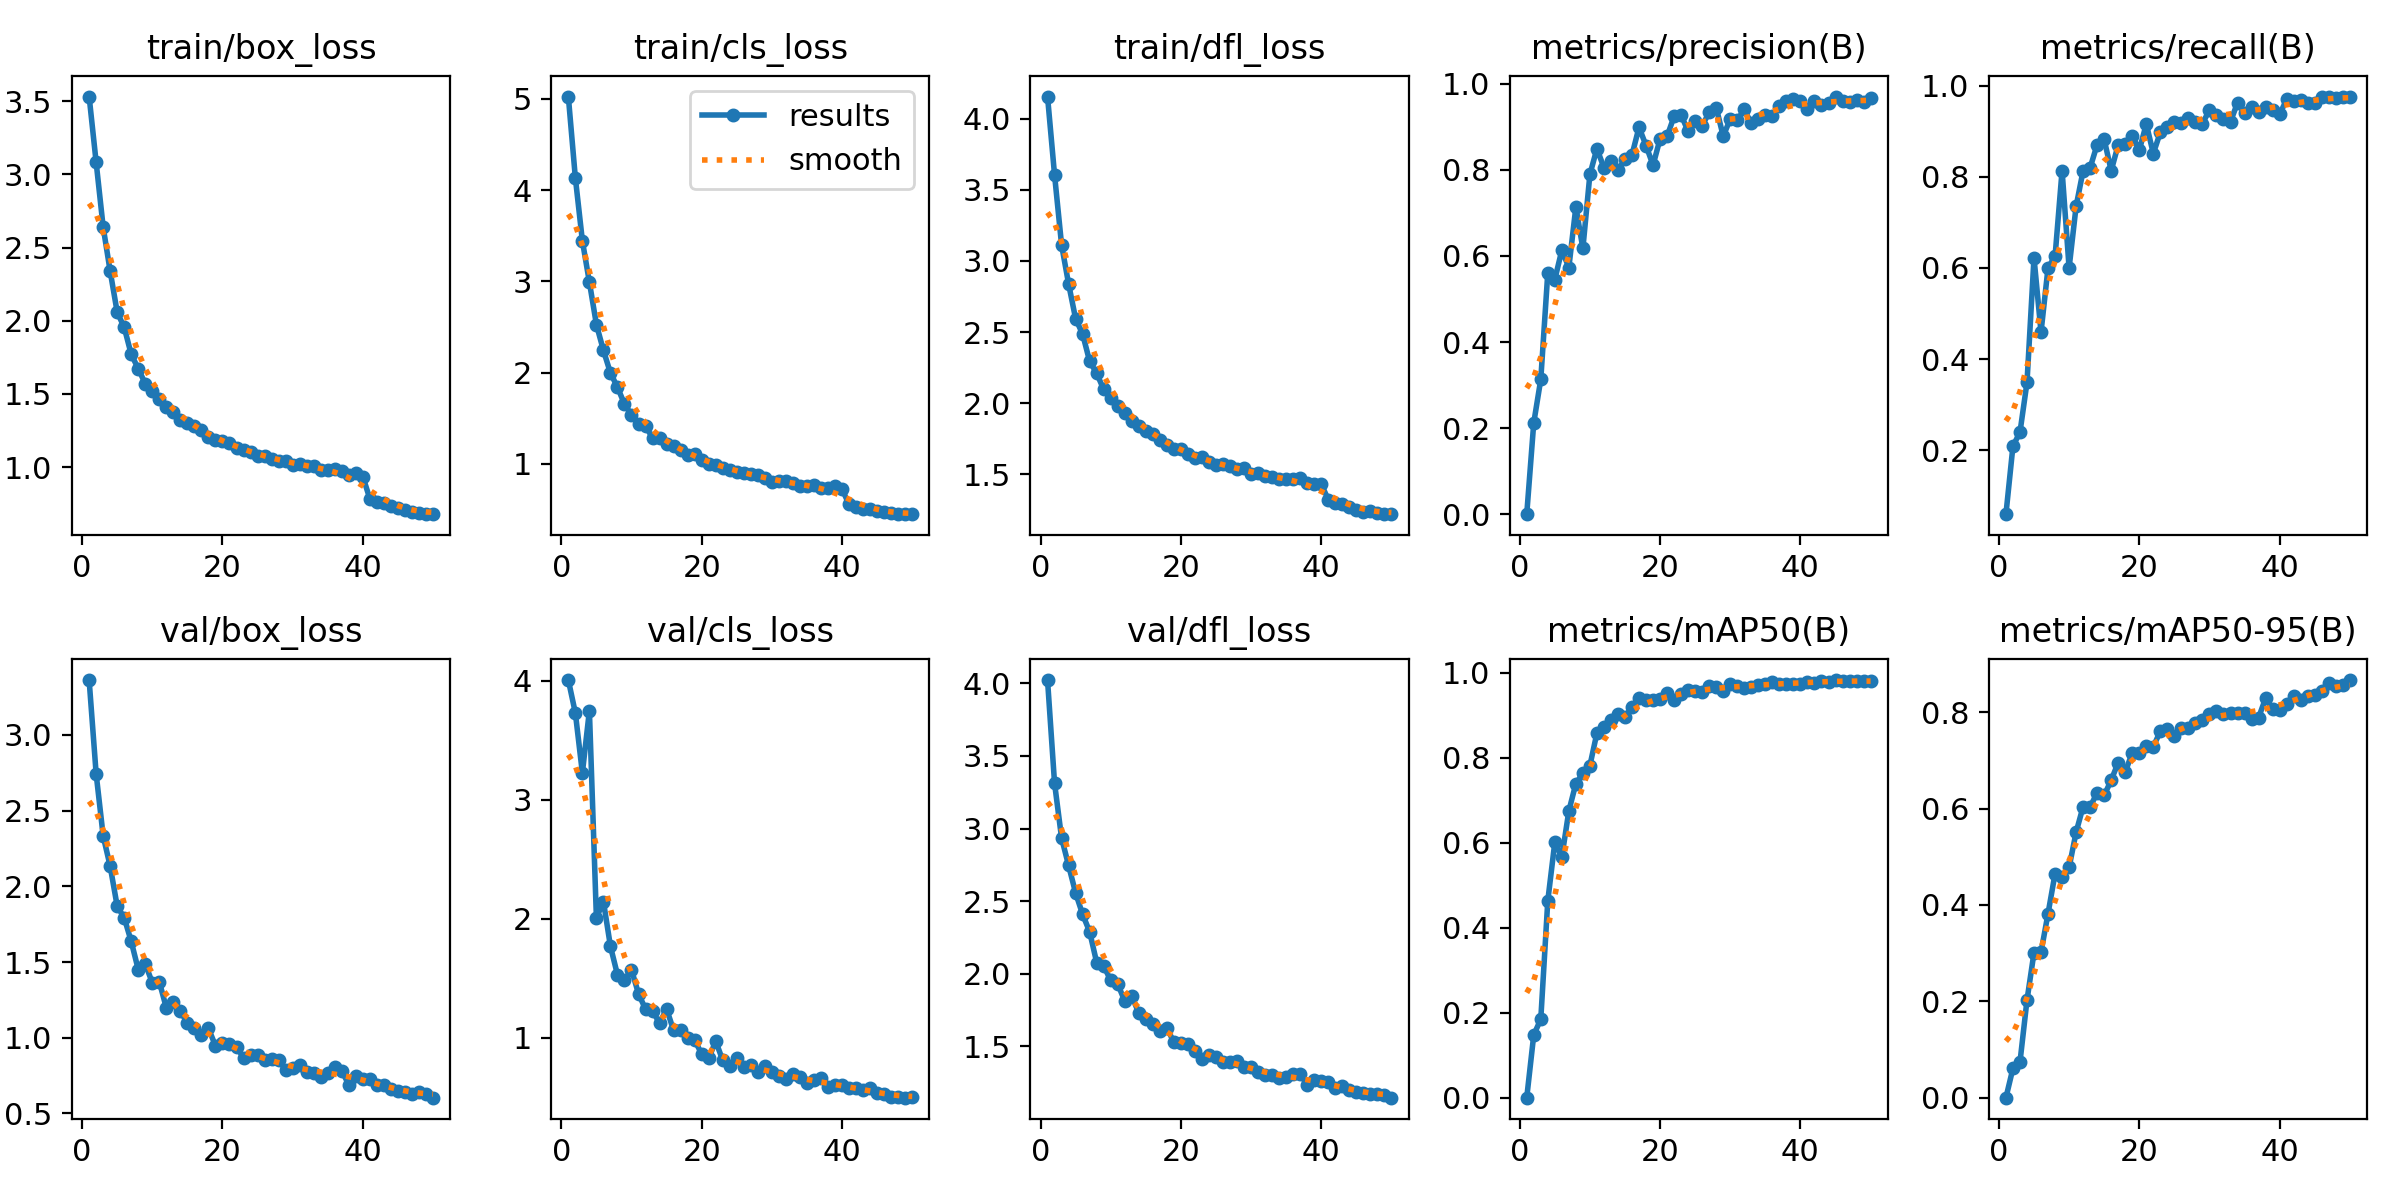 train/box_loss
3.5
3.0
2.5
2.0
1.5
1.0
0 20 40
train/cls_loss
results
smooth
5
4
3
2
1
0 20 40
train/dfl_loss
4.0
3.5
3.0
2.5
2.0
1.5
0 20 40
metrics/precision(B)
1.0
0.8
0.6
0.4
0.2
0.0
0 20 40
metrics/recall(B)
1.0
0.8
0.6
0.4
0.2
0 20 40
val/box_loss
3.0
2.5
2.0
1.5
1.0
0.5
0 20 40
val/cls_loss
4
3
2
1
0 20 40
val/dfl_loss
4.0
3.5
3.0
2.5
2.0
1.5
0 20 40
metrics/mAP50(B)
1.0
0.8
0.6
0.4
0.2
0.0
0 20 40
metrics/mAP50-95(B)
0.8
0.6
0.4
0.2
0.0
0 20 40